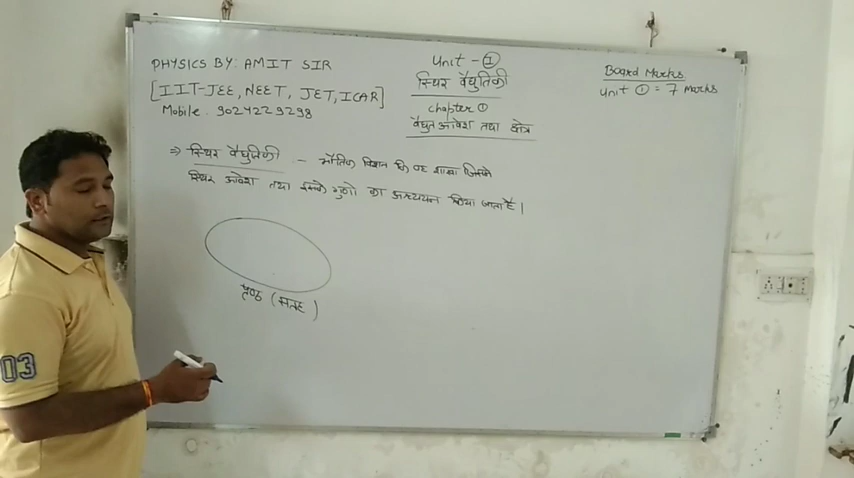 PHYSICS BY: AMIT SIR
[IIT-JEE, NEET, JET, ICAR]
Mobile. 9024229298
Unit - ①
स्थिर वैद्युतिकी
chapter ①
वैद्युत आवेश तथा क्षेत्र
Board Marks
unit ① = 7 Marks
⇒ स्थिर वैद्युतिकी - भौतिक विज्ञान कि वह शाखा जिसमे
स्थिर आवेश तथा इसके गुणो का अध्ययन किया जाता है।
पृष्ठ (सतह)
03